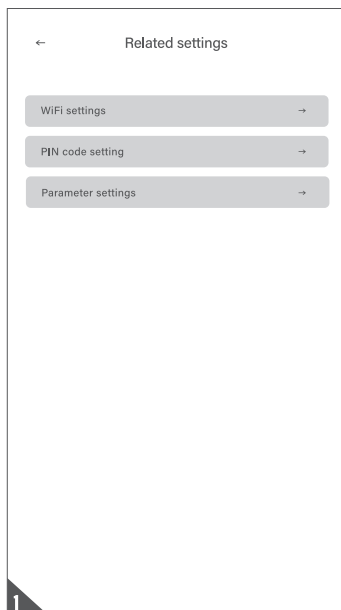 ← Related settings
WiFi settings →
PIN code setting →
Parameter settings →
1